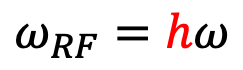 ω_RF = hω